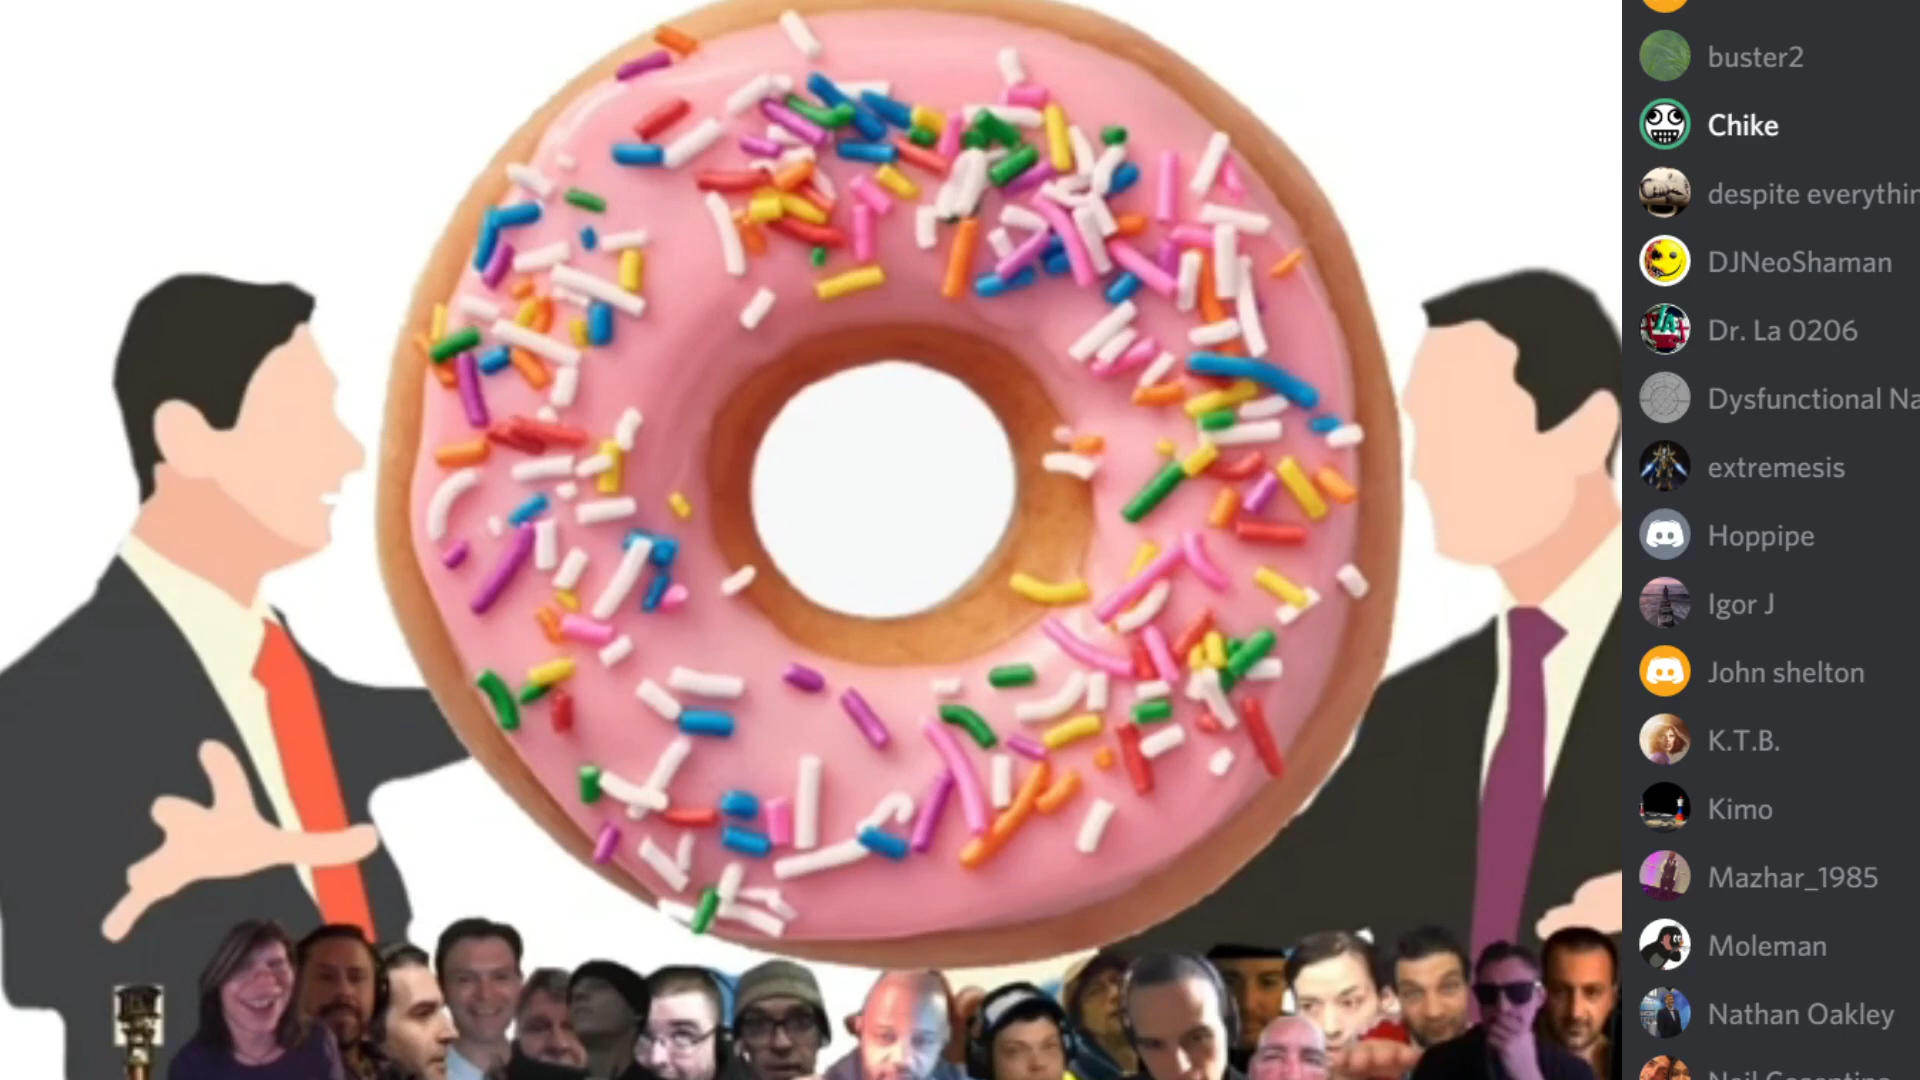 buster2
Chike
despite everythin
DJNeoShaman
Dr. La 0206
Dysfunctional Na
extremesis
Hoppipe
Igor J
John shelton
K.T.B.
Kimo
Mazhar_1985
Moleman
Nathan Oakley